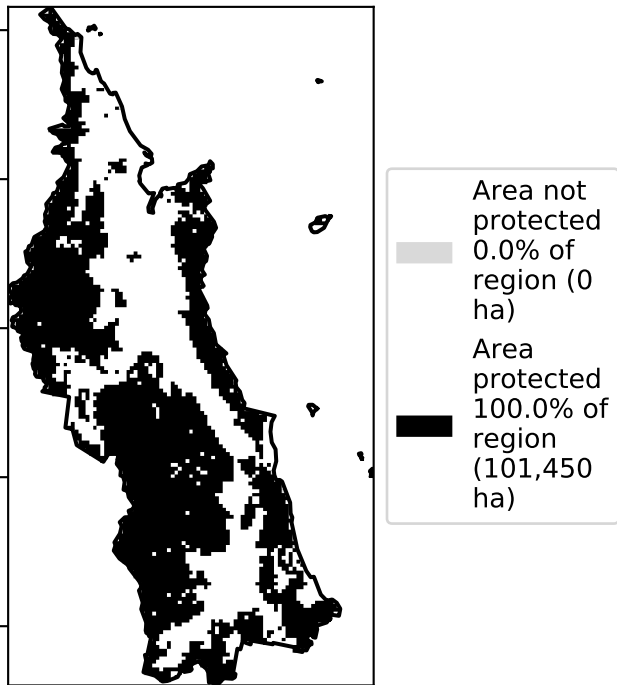 Area not
protected
0.0% of
region (0
ha)
Area
protected
100.0% of
region
(101,450
ha)